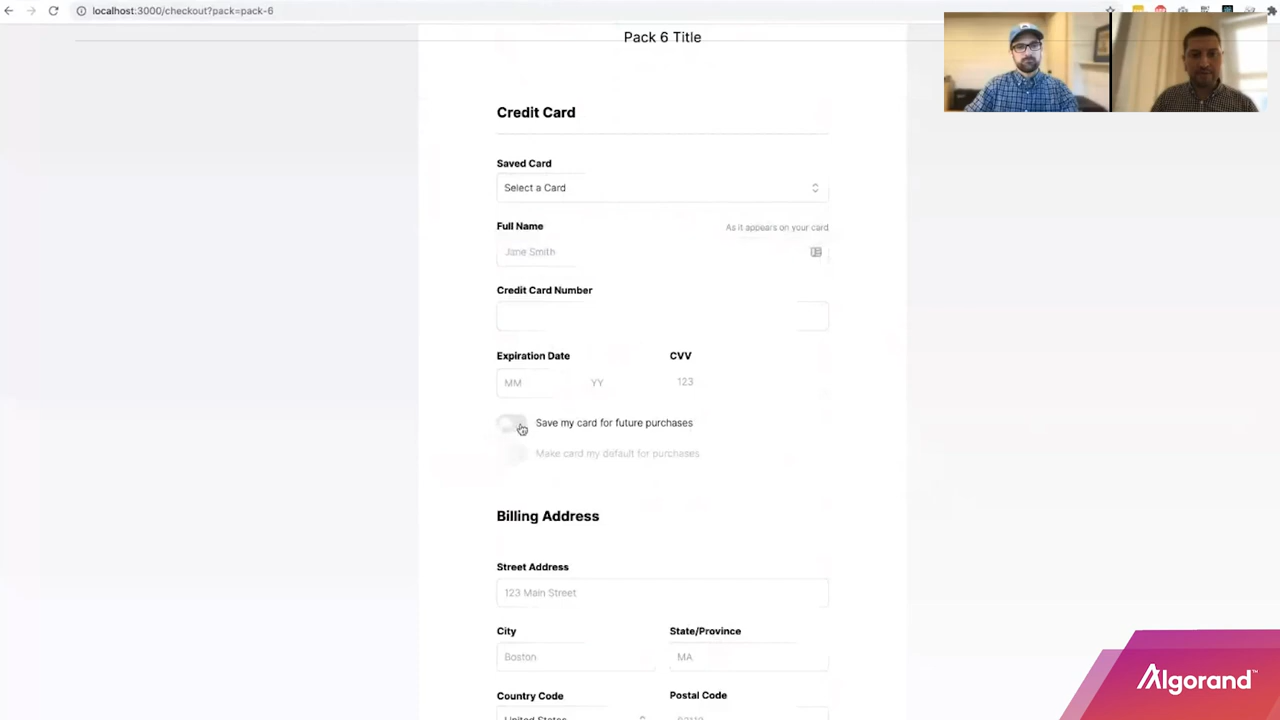 localhost:3000/checkout?pack=pack-6
Pack 6 Title
Credit Card
Saved Card
Select a Card
Full Name
As it appears on your card
Jane Smith
Credit Card Number
Expiration Date
CVV
MM
YY
123
Save my card for future purchases
Make card my default for purchases
Billing Address
Street Address
123 Main Street
City
State/Province
Boston
MA
Country Code
Postal Code
United States
Algorand™